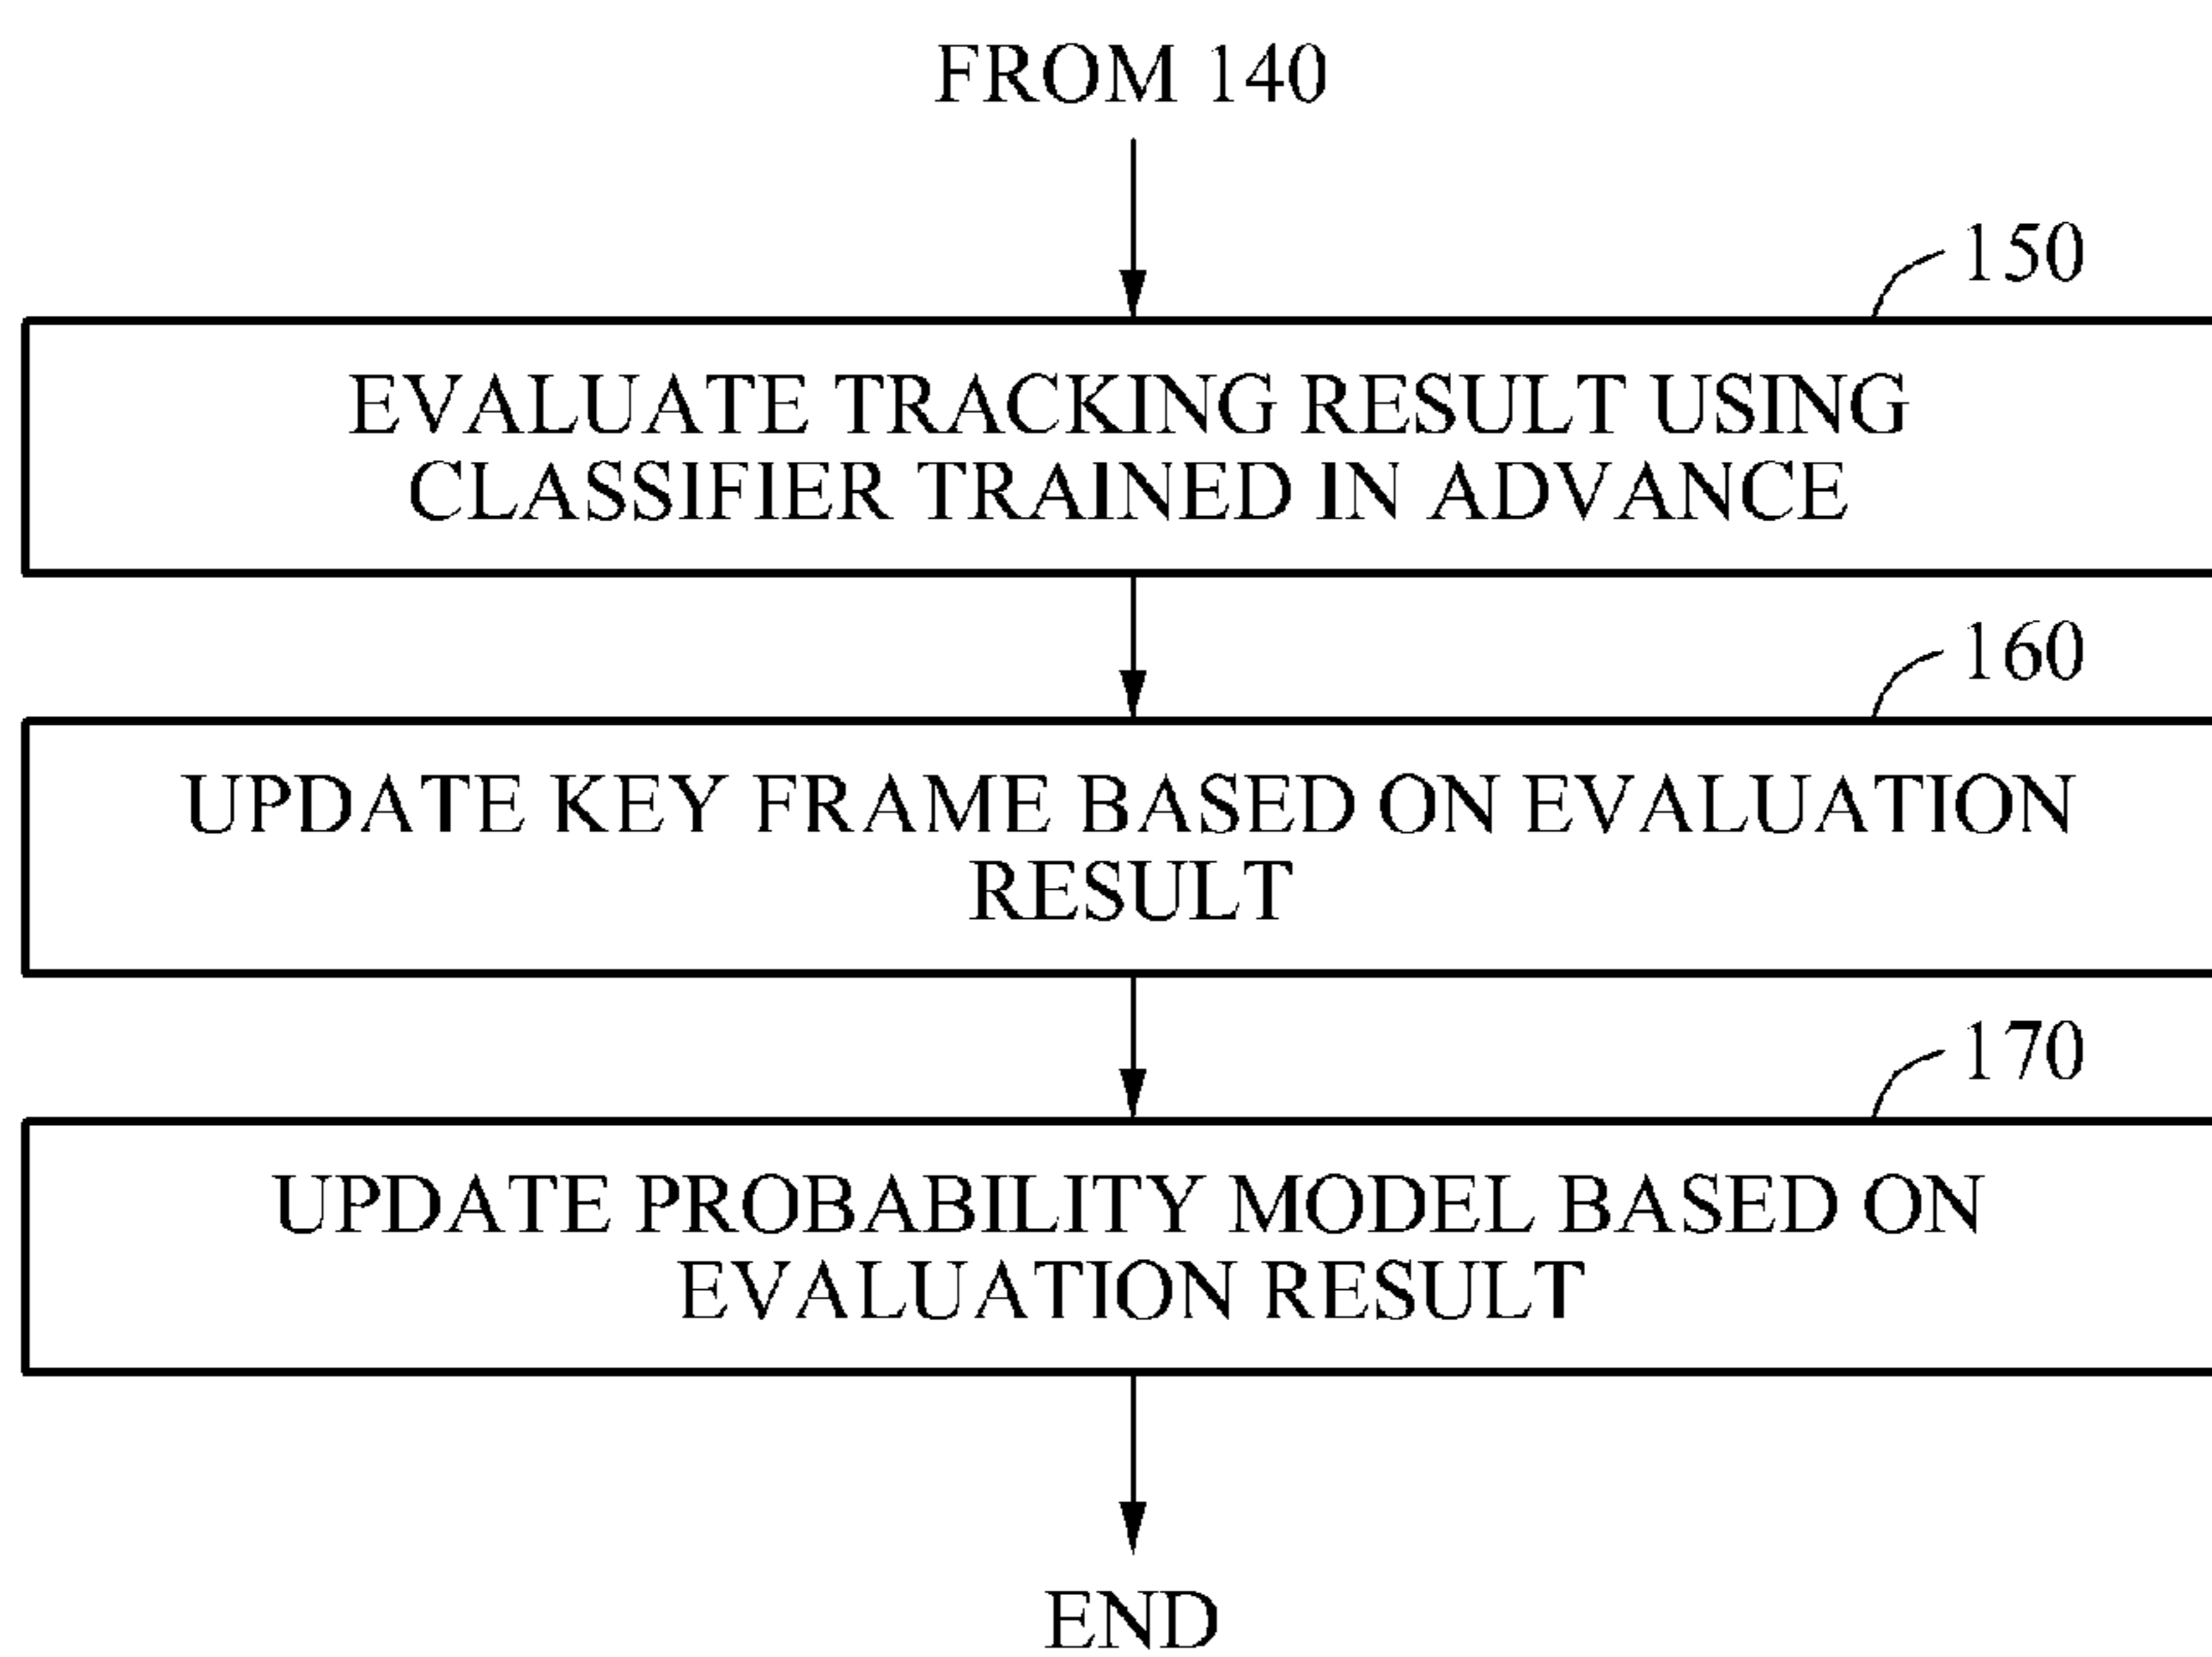 FROM 140
150
EVALUATE TRACKING RESULT USING
CLASSIFIER TRAINED IN ADVANCE
160
UPDATE KEY FRAME BASED ON EVALUATION
RESULT
170
UPDATE PROBABILITY MODEL BASED ON
EVALUATION RESULT
END